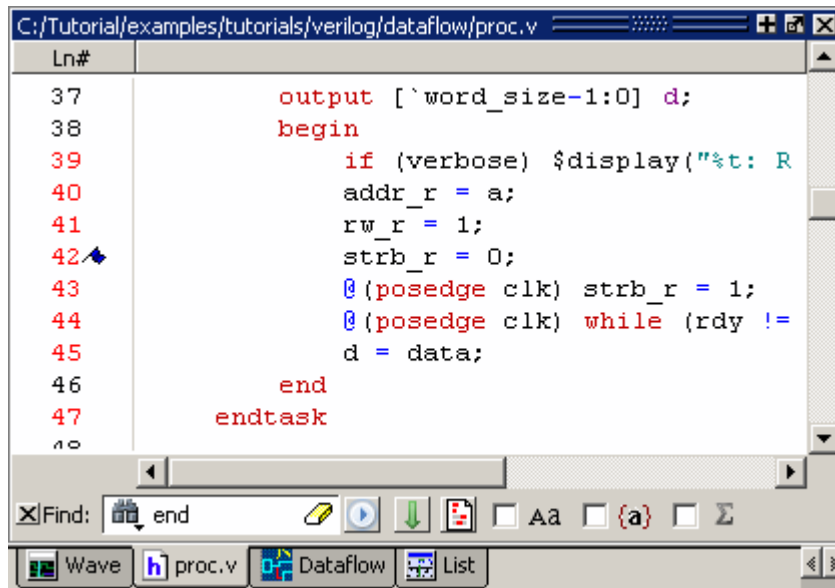 C:/Tutorial/examples/tutorials/verilog/dataflow/proc.v
Ln#
37 output [`word_size-1:0] d;
38 begin
39 if (verbose) $display("%t: R
40 addr_r = a;
41 rw_r = 1;
42 strb_r = 0;
43 @(posedge clk) strb_r = 1;
44 @(posedge clk) while (rdy !=
45 d = data;
46 end
47 endtask
Find: end Aa {a} Σ
Wave h proc.v Dataflow List